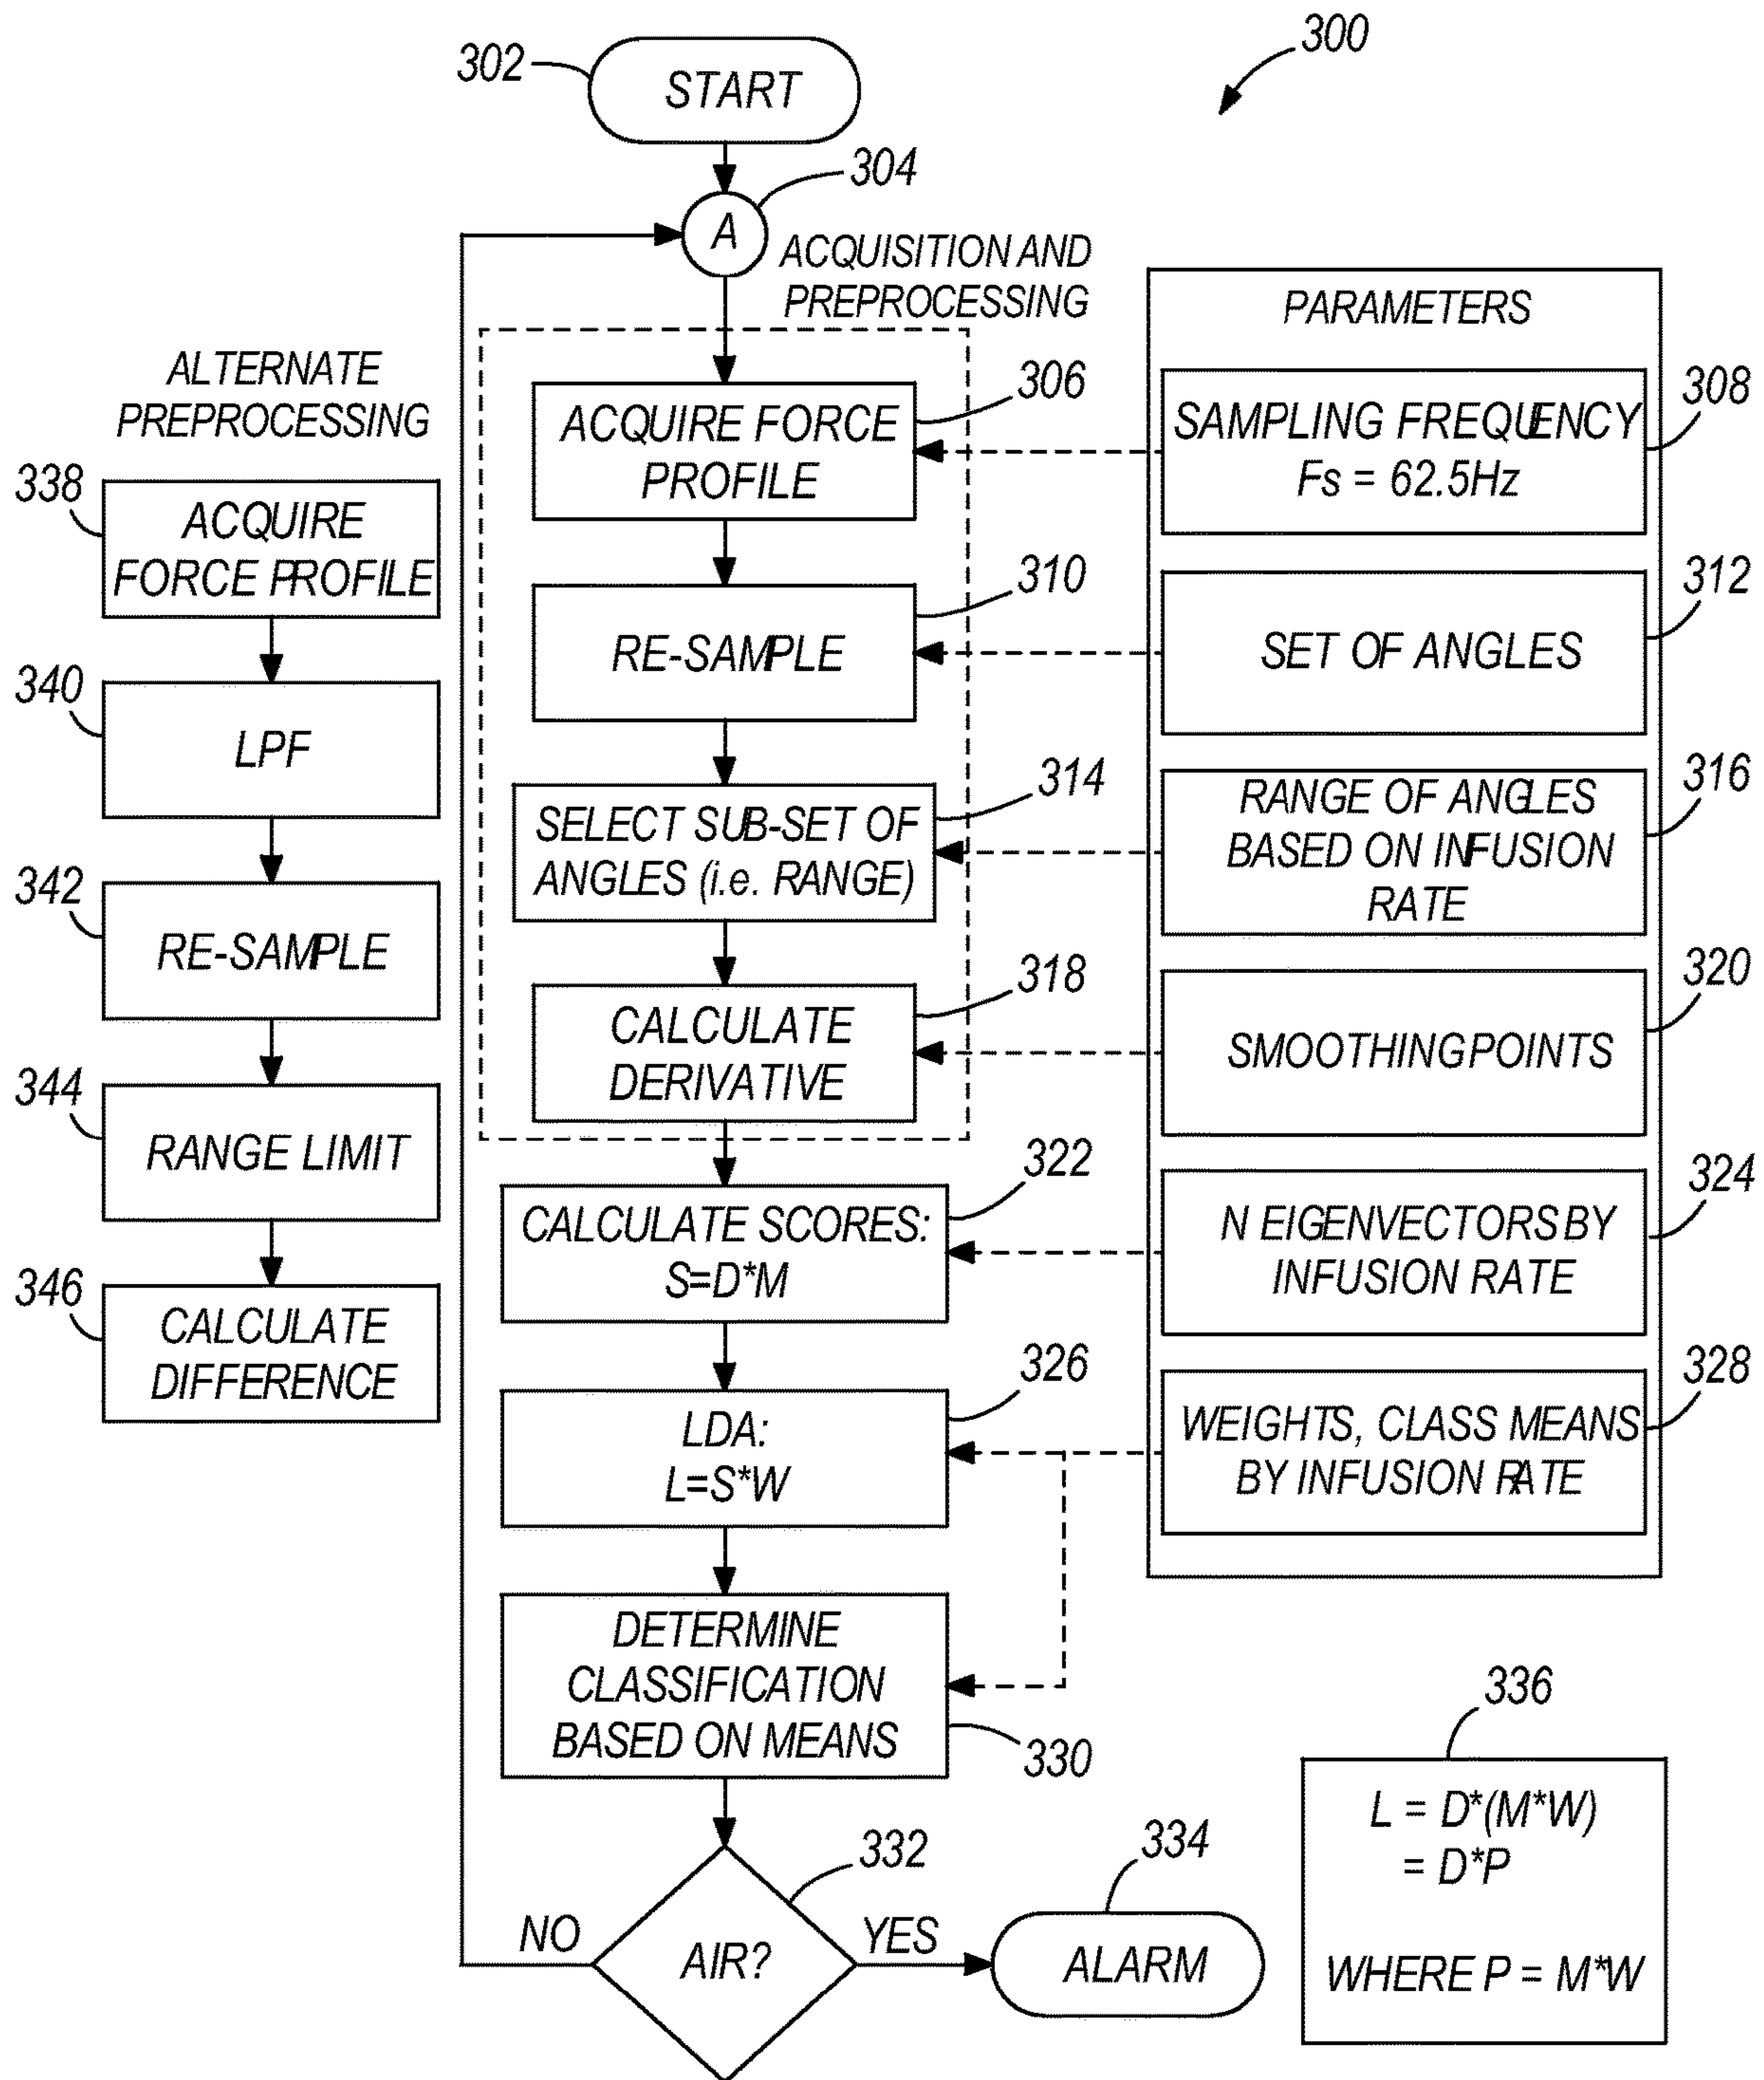 300
302
START
304
A
ACQUISITION AND
PREPROCESSING
306
ACQUIRE FORCE
PROFILE
310
RE-SAMPLE
314
SELECT SUB-SET OF
ANGLES (i.e. RANGE)
318
CALCULATE
DERIVATIVE
322
CALCULATE SCORES:
S=D*M
326
LDA:
L=S*W
DETERMINE
CLASSIFICATION
BASED ON MEANS
330
332
AIR?
NO
YES
334
ALARM
ALTERNATE
PREPROCESSING
338
ACQUIRE
FORCE PROFILE
340
LPF
342
RE-SAMPLE
344
RANGE LIMIT
346
CALCULATE
DIFFERENCE
PARAMETERS
308
SAMPLING FREQUENCY
Fs = 62.5Hz
312
SET OF ANGLES
316
RANGE OF ANGLES
BASED ON INFUSION
RATE
320
SMOOTHING POINTS
324
N EIGENVECTORS BY
INFUSION RATE
328
WEIGHTS, CLASS MEANS
BY INFUSION RATE
336
L = D*(M*W)
= D*P
WHERE P = M*W